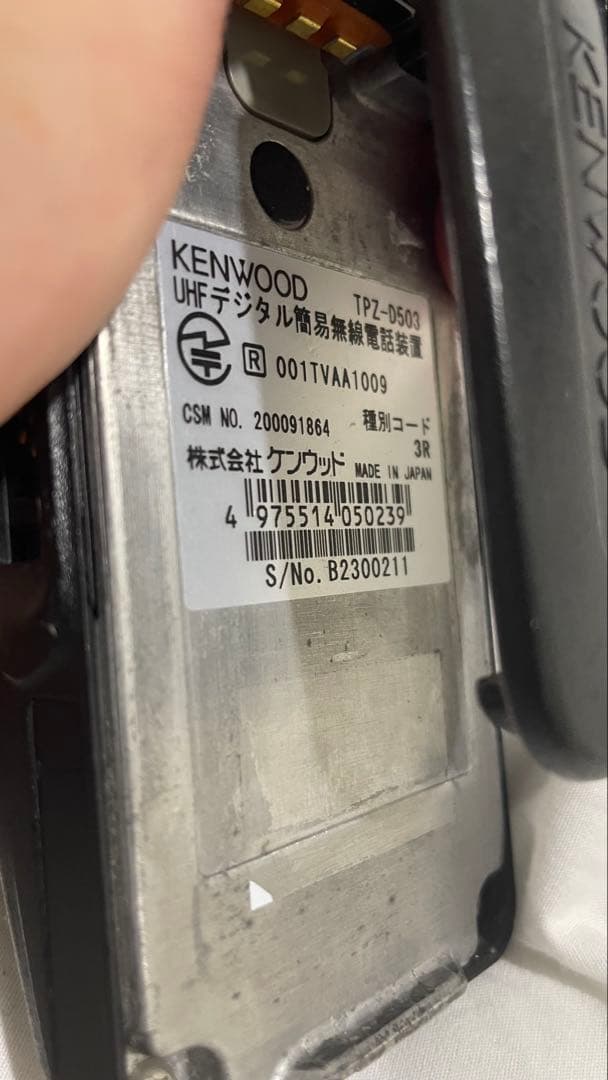 KENWOOD TPZ-D503
UHFデジタル簡易無線電話装置
R 001TVAA1009
CSM NO. 200091864 種別コード
3R
株式会社 ケンウッド MADE IN JAPAN
4 975514 050239
S/No. B2300211
KENWOOD